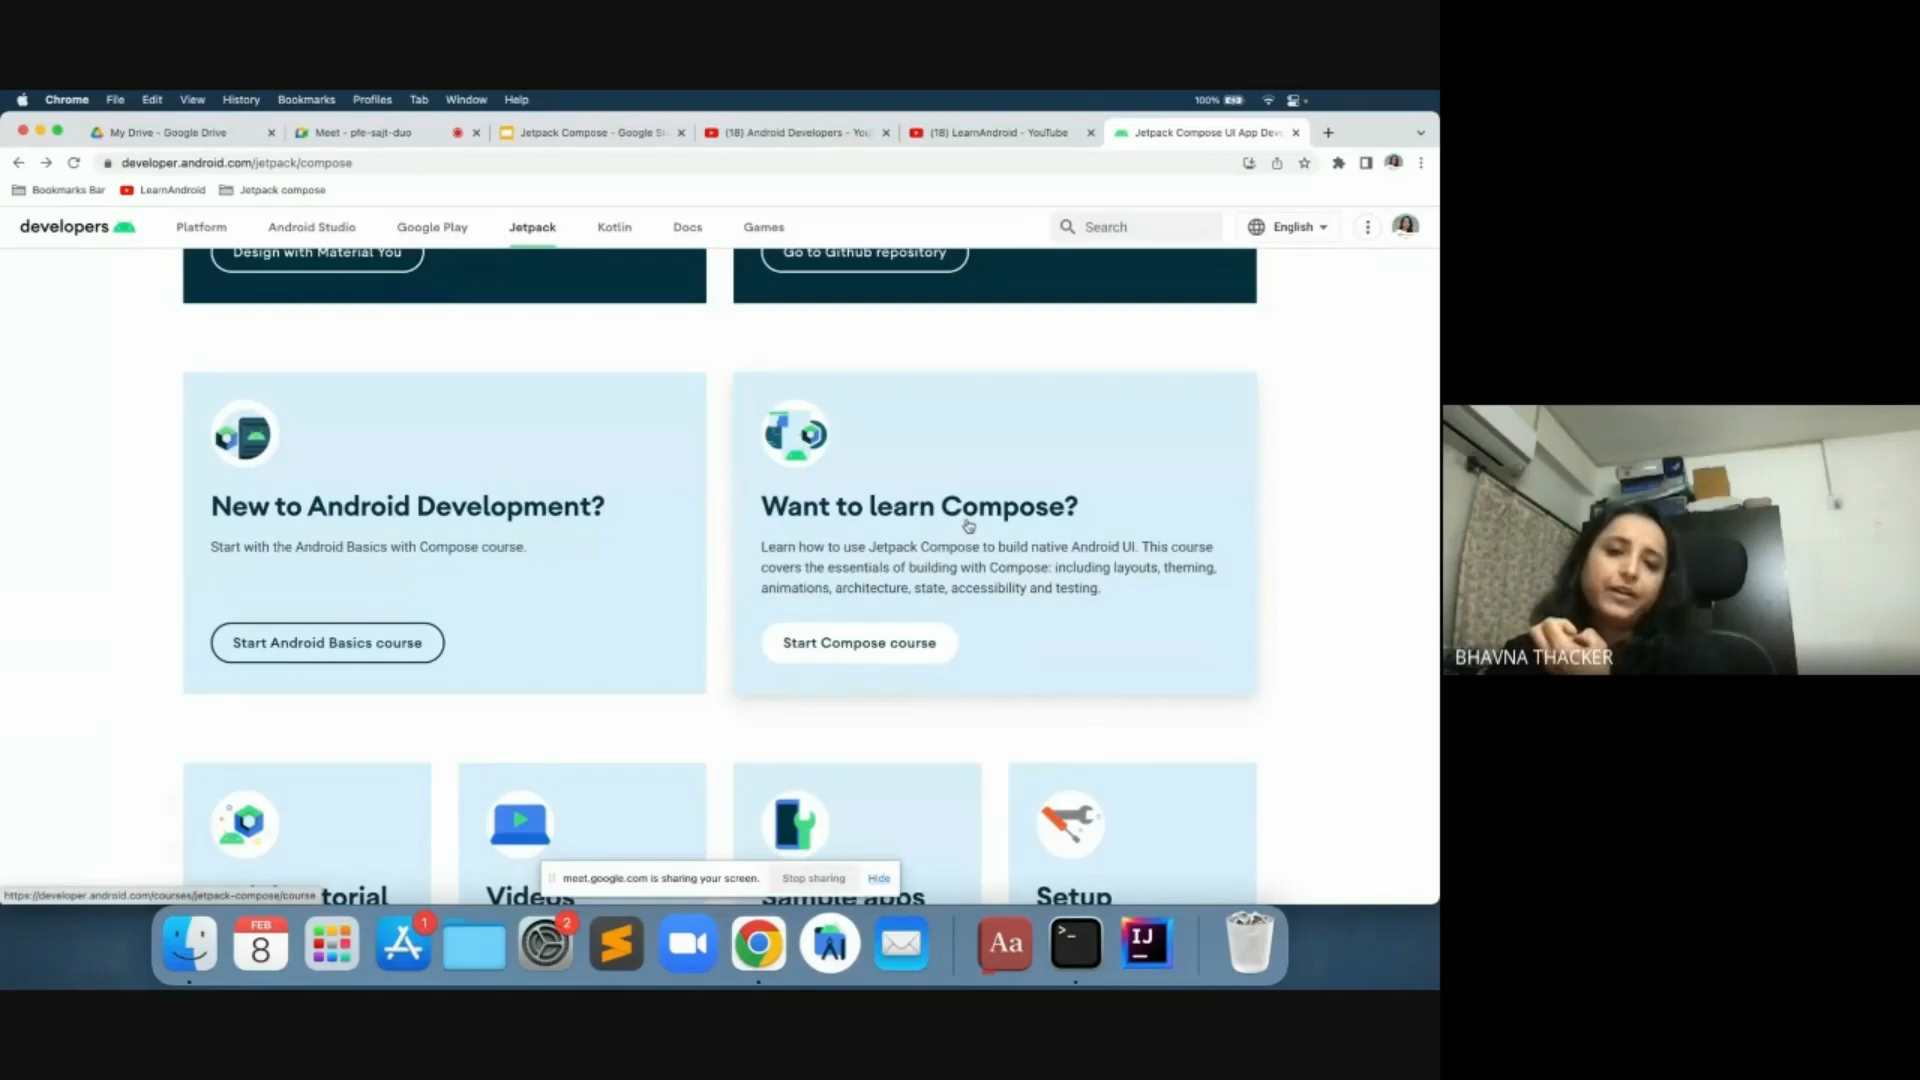 Chrome File Edit View History Bookmarks Profiles Tab Window Help 100%
My Drive - Google Drive
Meet - pfe-sajt-duo
Jetpack Compose - Google Sl
(18) Android Developers - You
(18) LearnAndroid - YouTube
Jetpack Compose UI App Dev
developer.android.com/jetpack/compose
Bookmarks Bar LearnAndroid Jetpack compose
developers Platform Android Studio Google Play Jetpack Kotlin Docs Games Search English
Design with Material You
Go to Github repository
New to Android Development?
Start with the Android Basics with Compose course.
Start Android Basics course
Want to learn Compose?
Learn how to use Jetpack Compose to build native Android UI. This course
covers the essentials of building with Compose: including layouts, theming,
animations, architecture, state, accessibility and testing.
Start Compose course
BHAVNA THACKER
meet.google.com is sharing your screen. Stop sharing Hide
https://developer.android.com/courses/jetpack-compose/course
torial
Videos
Sample apps
Setup
FEB
8
1
2
Aa
>_
IJ